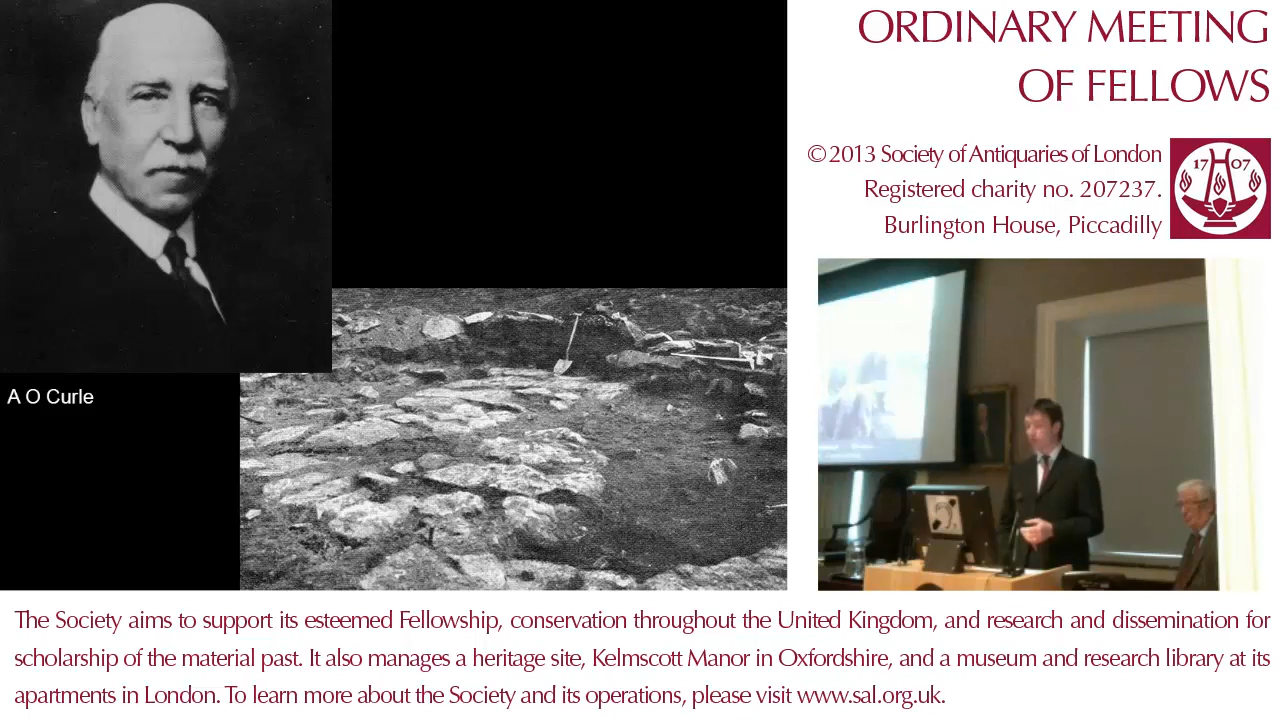 ORDINARY MEETING
OF FELLOWS
© 2013 Society of Antiquaries of London
Registered charity no. 207237.
Burlington House, Piccadilly
17 07
A O Curle
The Society aims to support its esteemed Fellowship, conservation throughout the United Kingdom, and research and dissemination for
scholarship of the material past. It also manages a heritage site, Kelmscott Manor in Oxfordshire, and a museum and research library at its
apartments in London. To learn more about the Society and its operations, please visit www.sal.org.uk.